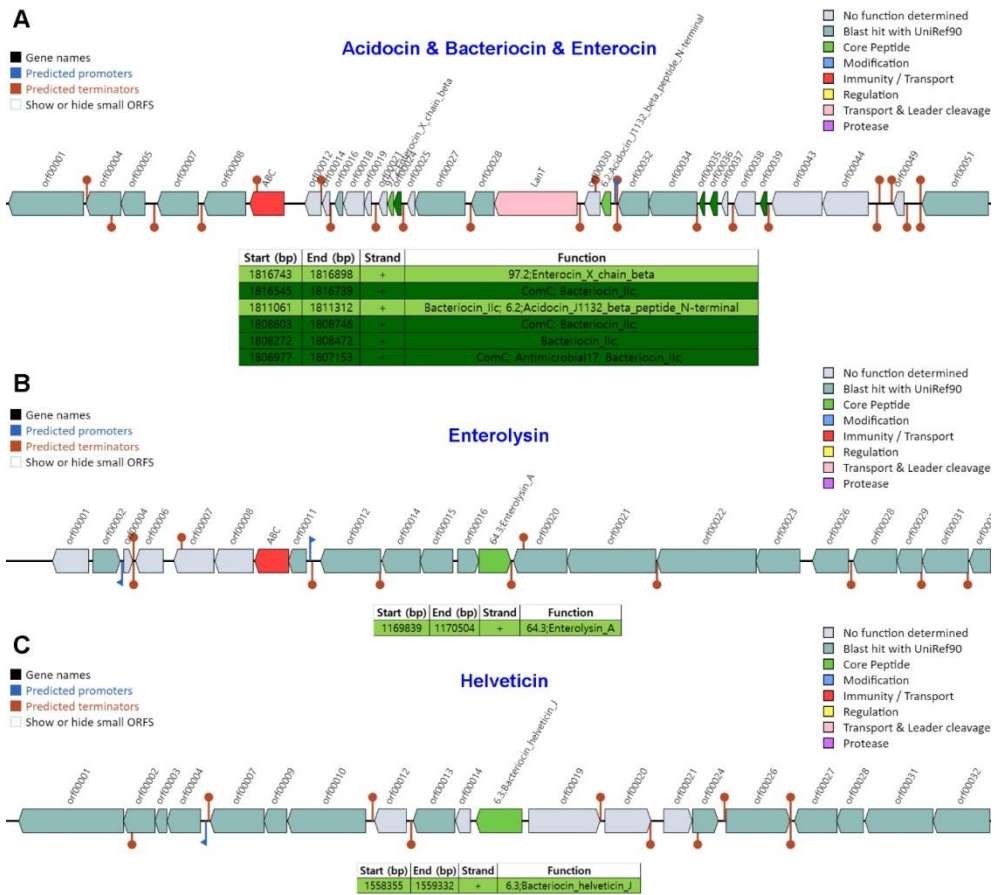 A
Acidocin & Bacteriocin & Enterocin
Gene names
Predicted promoters
Predicted terminators
Show or hide small ORFS
No function determined
Blast hit with UniRef90
Core Peptide
Modification
Immunity / Transport
Regulation
Transport & Leader cleavage
Protease
orf00001
orf00004
orf00005
orf00007
orf00008
ABC
orf00012
orf00014
orf00016
orf00018
orf00019
orf00021
Enterocin_X_chain_beta
orf00025
orf00027
orf00028
LanT
orf00030
6.2;Acidocin_J1132_beta_peptide_N-terminal
orf00032
orf00034
orf00035
orf00036
orf00037
orf00038
orf00039
orf00043
orf00044
orf00049
orf00051
Start (bp) End (bp) Strand Function
1816743 1816898 + 97.2;Enterocin_X_chain_beta
1816545 1816739 + ComC; Bacteriocin_IIc;
1811061 1811312 + Bacteriocin_IIc; 6.2;Acidocin_J1132_beta_peptide_N-terminal
1808603 1808746 + ComC; Bacteriocin_IIc;
1808272 1808472 + Bacteriocin_IIc;
1806977 1807153 + ComC; Antimicrobial17; Bacteriocin_IIc;
B
Enterolysin
Gene names
Predicted promoters
Predicted terminators
Show or hide small ORFS
No function determined
Blast hit with UniRef90
Core Peptide
Modification
Immunity / Transport
Regulation
Transport & Leader cleavage
Protease
orf00001
orf00002
orf00004
orf00006
orf00007
orf00008
ABC
orf00011
orf00012
orf00014
orf00015
orf00016
64.3;Enterolysin_A
orf00020
orf00021
orf00022
orf00023
orf00026
orf00028
orf00029
orf00031
Start (bp) End (bp) Strand Function
1169839 1170504 + 64.3;Enterolysin_A
C
Helveticin
Gene names
Predicted promoters
Predicted terminators
Show or hide small ORFS
No function determined
Blast hit with UniRef90
Core Peptide
Modification
Immunity / Transport
Regulation
Transport & Leader cleavage
Protease
orf00001
orf00002
orf00003
orf00004
orf00007
orf00009
orf00010
orf00012
orf00013
orf00014
6.3;Bacteriocin_helveticin_J
orf00019
orf00020
orf00021
orf00024
orf00026
orf00027
orf00028
orf00031
orf00032
Start (bp) End (bp) Strand Function
1558355 1559332 + 6.3;Bacteriocin_helveticin_J